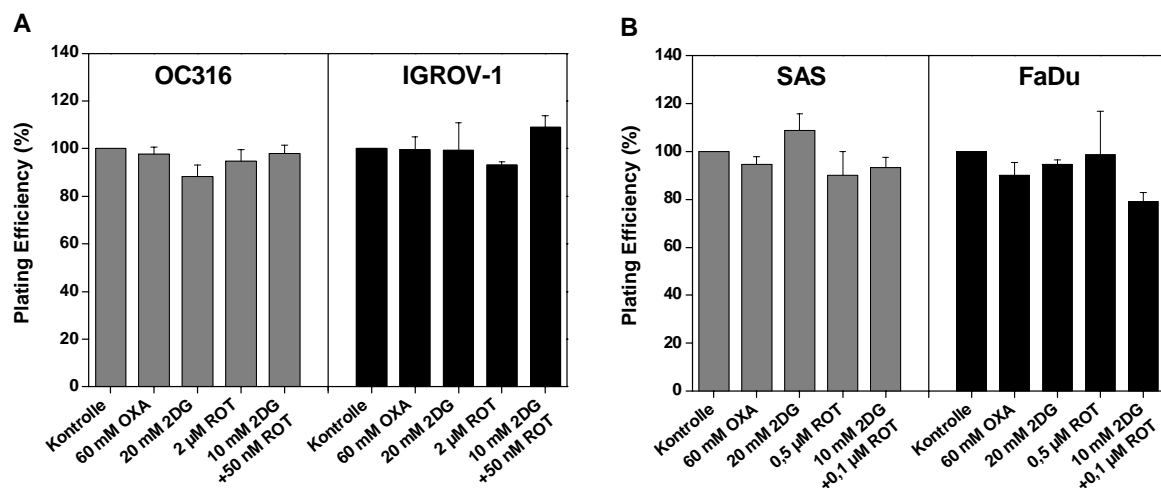 A
Plating Efficiency (%)
140
120
100
80
60
40
20
0
OC316
IGROV-1
Kontrolle
60 mM OXA
20 mM 2DG
2 µM ROT
10 mM 2DG
+50 nM ROT
Kontrolle
60 mM OXA
20 mM 2DG
2 µM ROT
10 mM 2DG
+50 nM ROT
B
Plating Efficiency (%)
140
120
100
80
60
40
20
0
SAS
FaDu
Kontrolle
60 mM OXA
20 mM 2DG
0,5 µM ROT
10 mM 2DG
+0,1 µM ROT
Kontrolle
60 mM OXA
20 mM 2DG
0,5 µM ROT
10 mM 2DG
+0,1 µM ROT